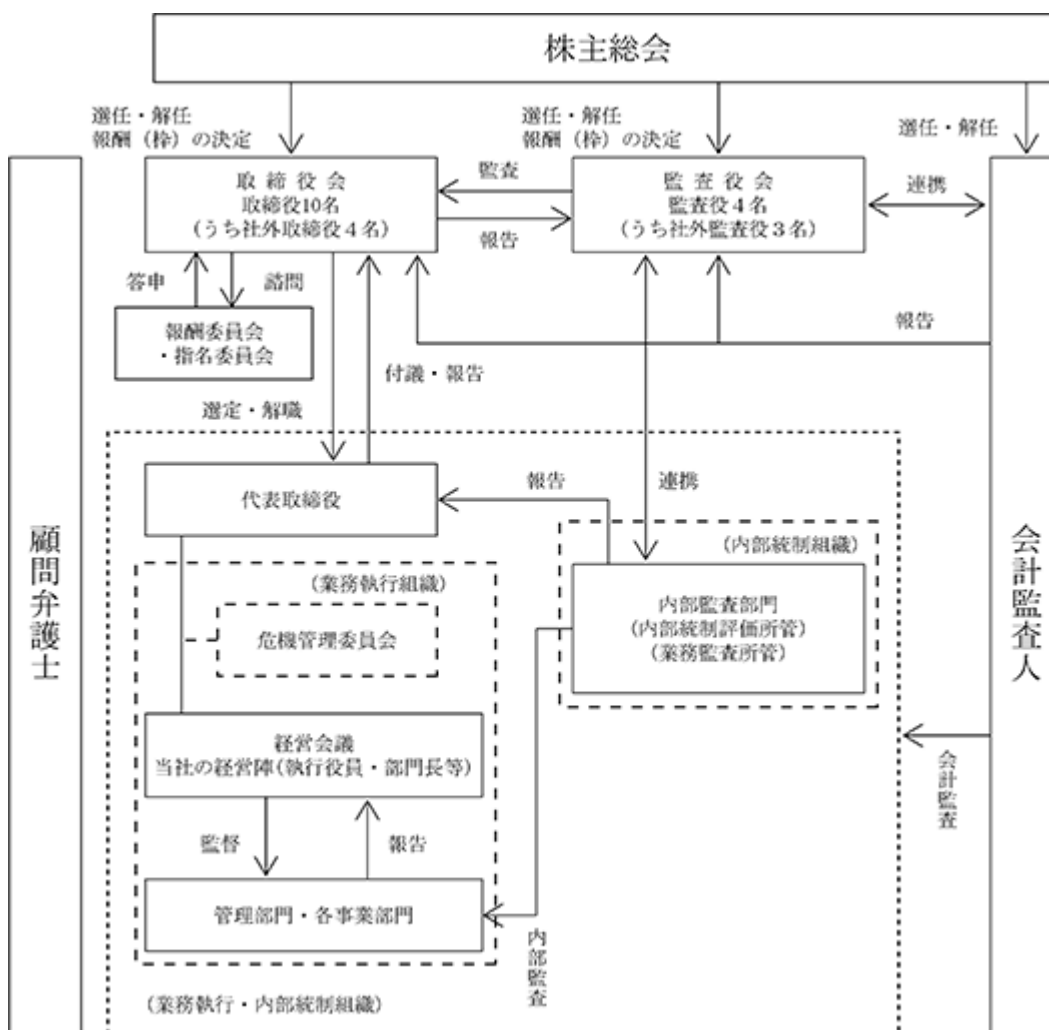 株主総会
選任・解任
報酬（枠）の決定
選任・解任
報酬（枠）の決定
選任・解任
取締役会
取締役10名
(うち社外取締役４名)
監査
報告
監査役会
監査役４名
(うち社外監査役３名)
連携
答申
諮問
報酬委員会
・指名委員会
付議・報告
報告
選定・解職
代表取締役
報告
連携
顧問弁護士
会計監査人
(業務執行組織)
危機管理委員会
(内部統制組織)
内部監査部門
(内部統制評価所管)
(業務監査所管)
経営会議
当社の経営陣(執行役員・部門長等)
会計監査
監督
報告
管理部門・各事業部門
内部監査
(業務執行・内部統制組織)